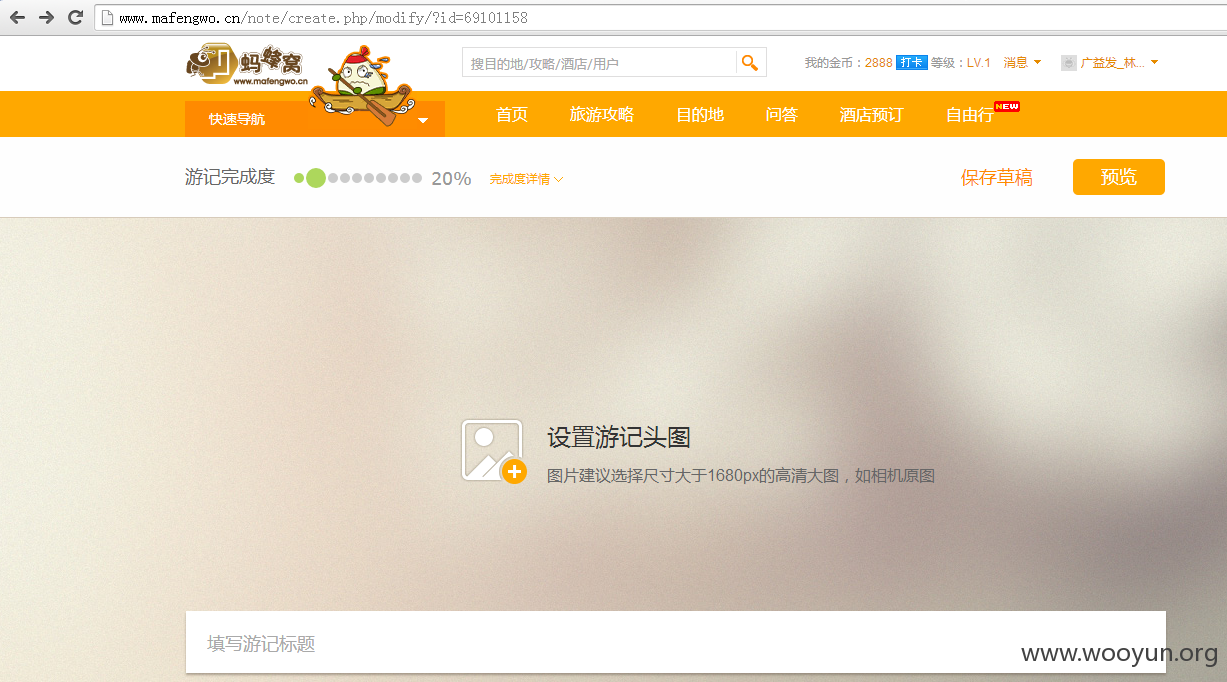 www.mafengwo.cn/note/create.php/modify/?id=69101158
蚂蜂窝
www.mafengwo.cn
搜目的地/攻略/酒店/用户
我的金币：2888 打卡 等级：LV.1 消息 广益发_林...
快速导航 首页 旅游攻略 目的地 问答 酒店预订 自由行 NEW
游记完成度 20% 完成度详情 保存草稿 预览
设置游记头图
图片建议选择尺寸大于1680px的高清大图，如相机原图
填写游记标题
www.wooyun.org